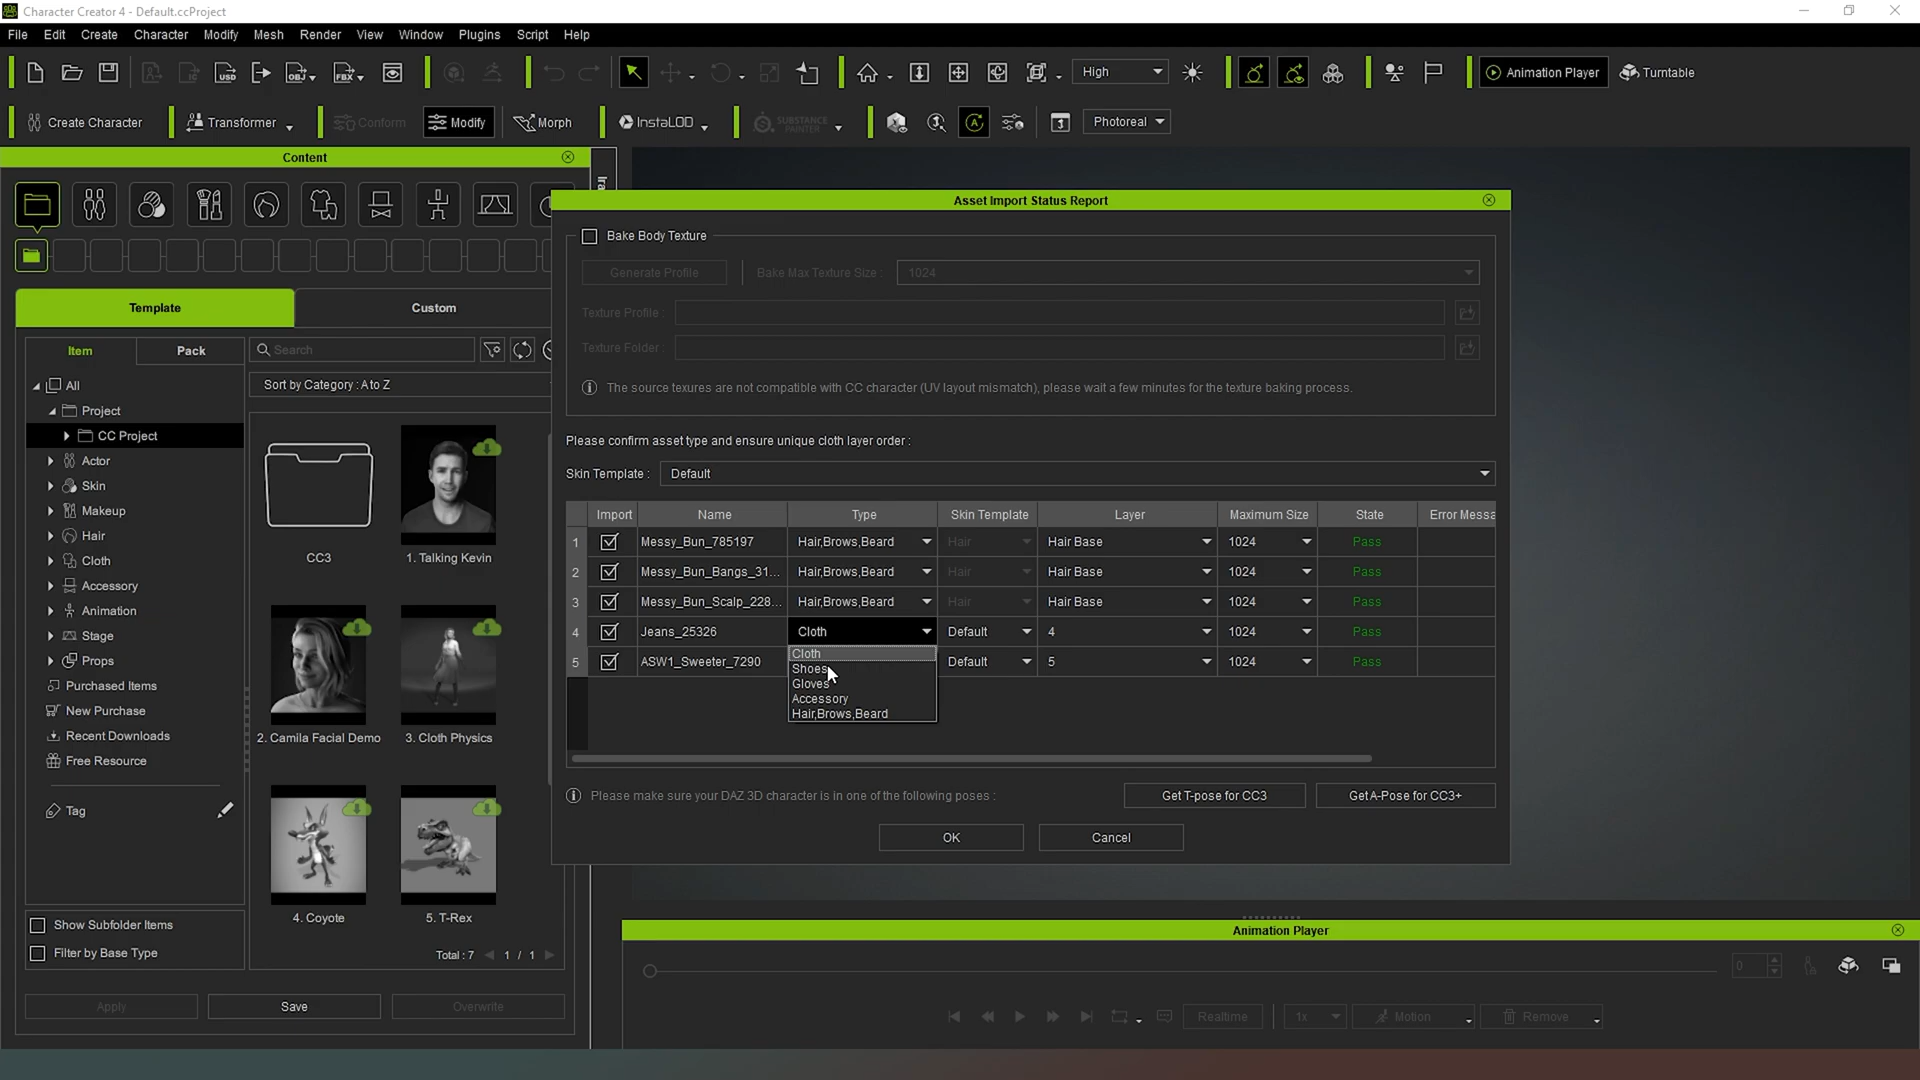 Character Creator 4 - Default.ccProject
File Edit Create Character Modify Mesh Render View Window Plugins Script Help
USD OBJ FBX High Animation Player Turntable
Create Character Transformer Conform Modify Morph InstaLOD SUBSTANCE PAINTER Photoreal
Content
Template Custom
Item Pack Search
Sort by Category : A to Z
All
Project
CC Project
Actor
Skin
Makeup
Hair
Cloth
Accessory
Animation
Stage
Props
Purchased Items
New Purchase
Recent Downloads
Free Resource
Tag
CC3
1. Talking Kevin
2. Camila Facial Demo
3. Cloth Physics
4. Coyote
5. T-Rex
Show Subfolder Items
Filter by Base Type
Total : 7 1 / 1
Apply Save Overwrite
Asset Import Status Report
Bake Body Texture
Generate Profile Bake Max Texture Size : 1024
Texture Profile :
Texture Folder :
The source texures are not compatible with CC character (UV layout mismatch), please wait a few minutes for the texture baking process.
Please confirm asset type and ensure unique cloth layer order :
Skin Template : Default
Import Name Type Skin Template Layer Maximum Size State Error Messa
1 Messy_Bun_785197 Hair,Brows,Beard Hair Hair Base 1024 Pass
2 Messy_Bun_Bangs_31... Hair,Brows,Beard Hair Hair Base 1024 Pass
3 Messy_Bun_Scalp_228... Hair,Brows,Beard Hair Hair Base 1024 Pass
4 Jeans_25326 Cloth Default 4 1024 Pass
5 ASW1_Sweeter_7290 Default 5 1024 Pass
Cloth
Shoes
Gloves
Accessory
Hair,Brows,Beard
Please make sure your DAZ 3D character is in one of the following poses : Get T-pose for CC3 Get A-Pose for CC3+
OK Cancel
Animation Player
0
Realtime 1x Motion Remove